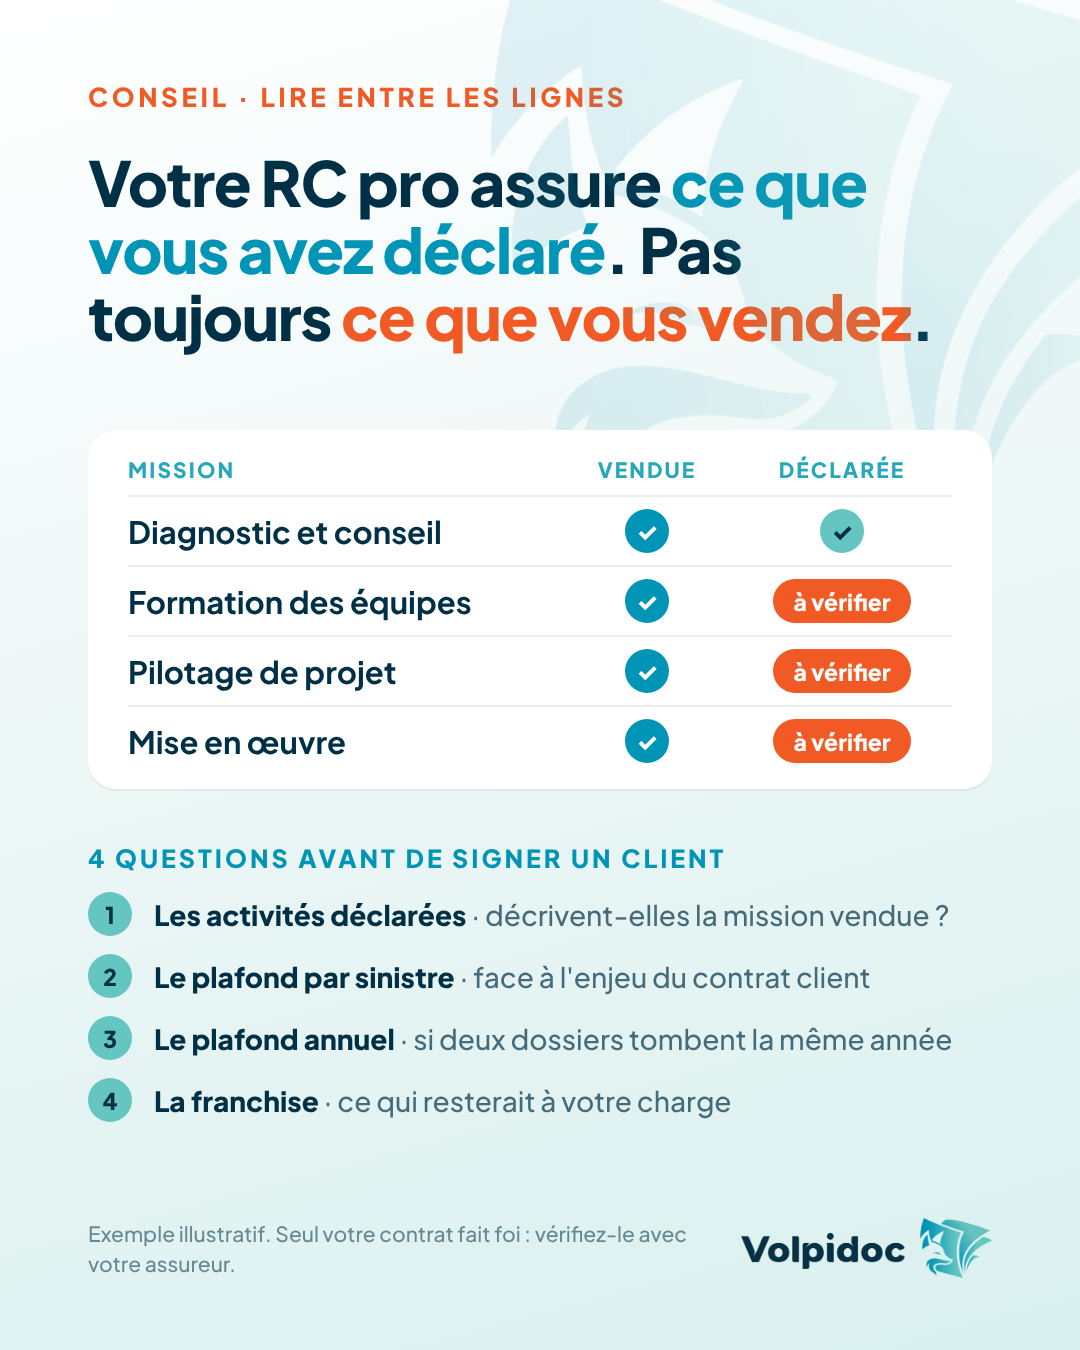 CONSEIL · LIRE ENTRE LES LIGNES
Votre RC pro assure ce que
vous avez déclaré. Pas
toujours ce que vous vendez.
MISSION VENDUE DÉCLARÉE
Diagnostic et conseil
Formation des équipes à vérifier
Pilotage de projet à vérifier
Mise en œuvre à vérifier
4 QUESTIONS AVANT DE SIGNER UN CLIENT
1 Les activités déclarées · décrivent-elles la mission vendue ?
2 Le plafond par sinistre · face à l'enjeu du contrat client
3 Le plafond annuel · si deux dossiers tombent la même année
4 La franchise · ce qui resterait à votre charge
Exemple illustratif. Seul votre contrat fait foi : vérifiez-le avec
votre assureur.
Volpidoc